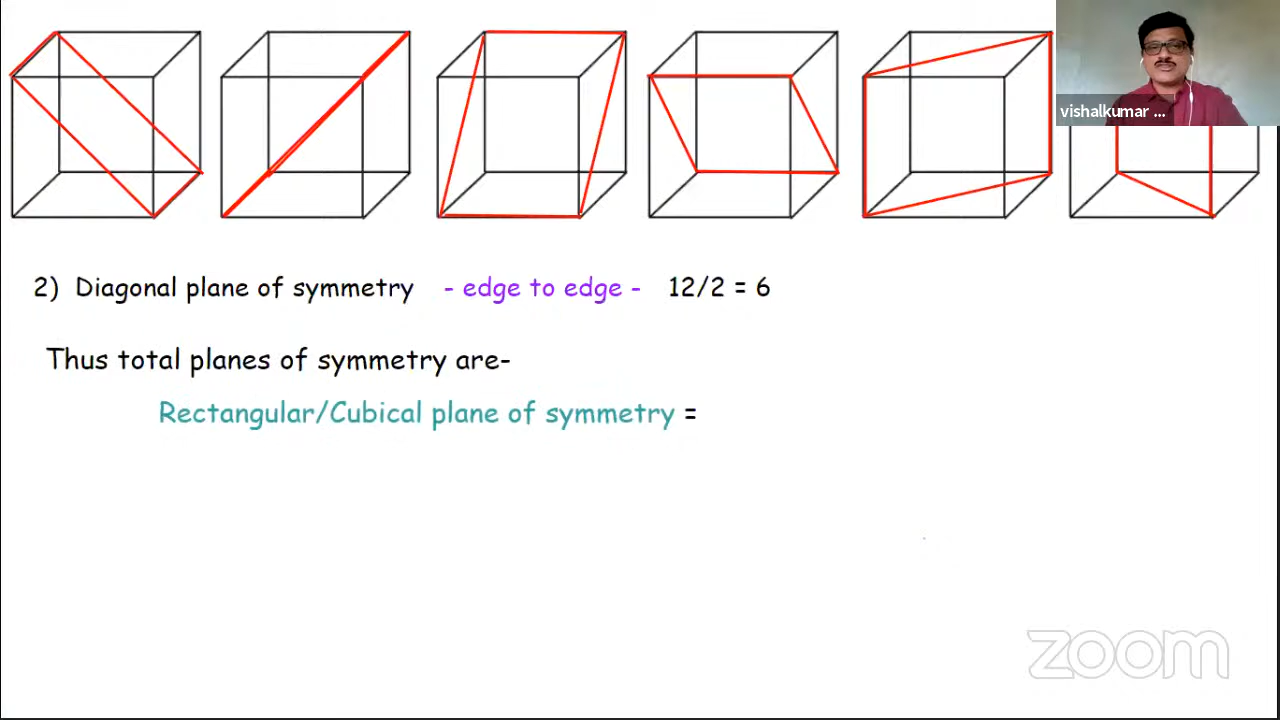 vishalkumar ...
2) Diagonal plane of symmetry - edge to edge - 12/2 = 6
Thus total planes of symmetry are-
Rectangular/Cubical plane of symmetry =
zoom